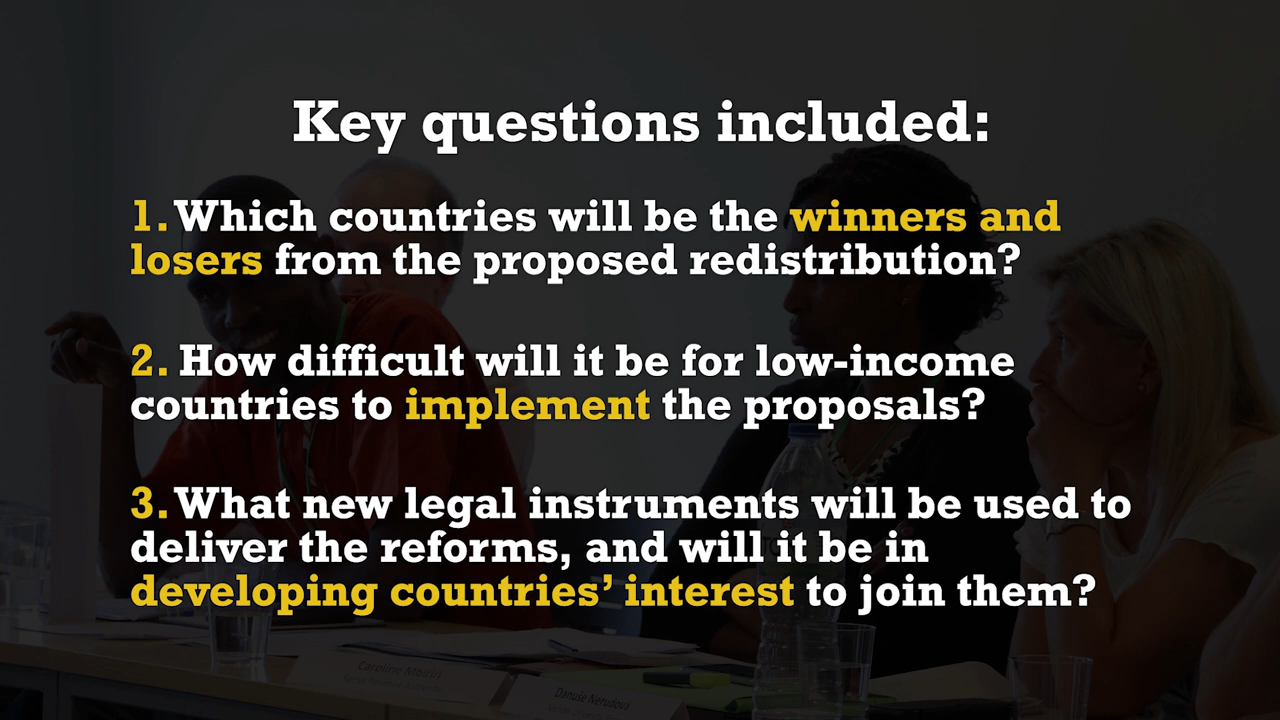 Key questions included:
1. Which countries will be the winners and
losers from the proposed redistribution?
2. How difficult will it be for low-income
countries to implement the proposals?
3. What new legal instruments will be used to
deliver the reforms, and will it be in
developing countries’ interest to join them?
Danuše Nerudová